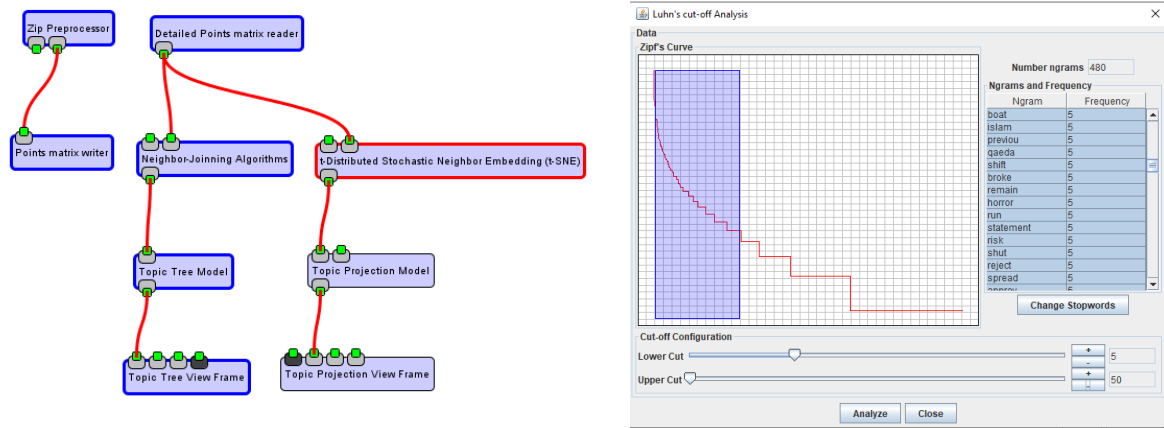 Zip Preprocessor
Detailed Points matrix reader
Points matrix writer
Neighbor-Joinning Algorithms
t-Distributed Stochastic Neighbor Embedding (t-SNE)
Topic Tree Model
Topic Projection Model
Topic Tree View Frame
Topic Projection View Frame
Luhn's cut-off Analysis
Data
Zipf's Curve
Number ngrams 480
Ngrams and Frequency
Ngram Frequency
boat 5
islam 5
previou 5
qaeda 5
shift 5
broke 5
remain 5
horror 5
run 5
statement 5
risk 5
shut 5
reject 5
spread 5
approv 5
Change Stopwords
Cut-off Configuration
Lower Cut + - 5
Upper Cut + - 50
Analyze Close